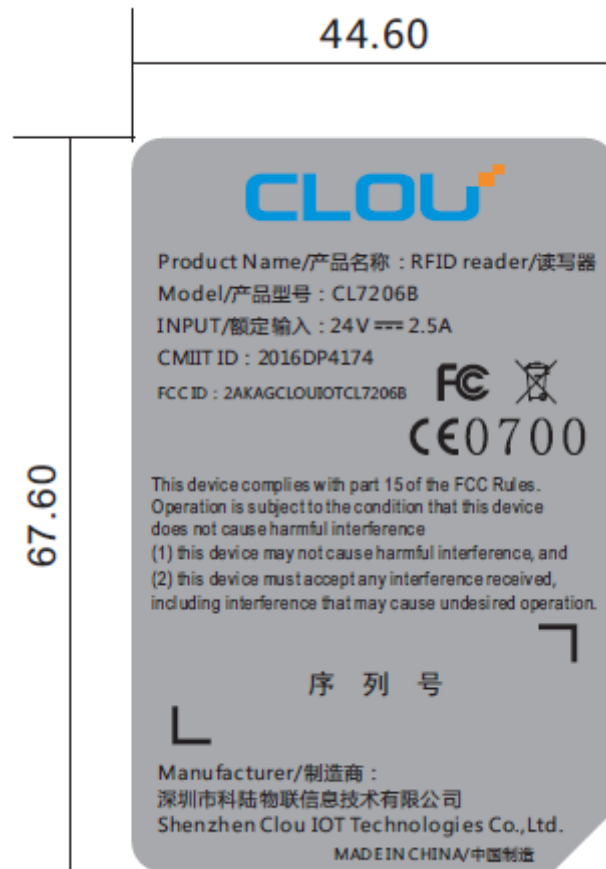 44.60
67.60
CLOU
Product Name/产品名称：RFID reader/读写器
Model/产品型号：CL7206B
INPUT/额定输入：24V ⎓ 2.5A
CMIIT ID：2016DP4174
FCC ID：2AKAGCLOUIOTCL7206B
FC
CE0700
This device complies with part 15 of the FCC Rules.
Operation is subject to the condition that this device
does not cause harmful interference
(1) this device may not cause harmful interference, and
(2) this device must accept any interference received,
including interference that may cause undesired operation.
序 列 号
Manufacturer/制造商：
深圳市科陆物联信息技术有限公司
Shenzhen Clou IOT Technologies Co.,Ltd.
MADE IN CHINA/中国制造